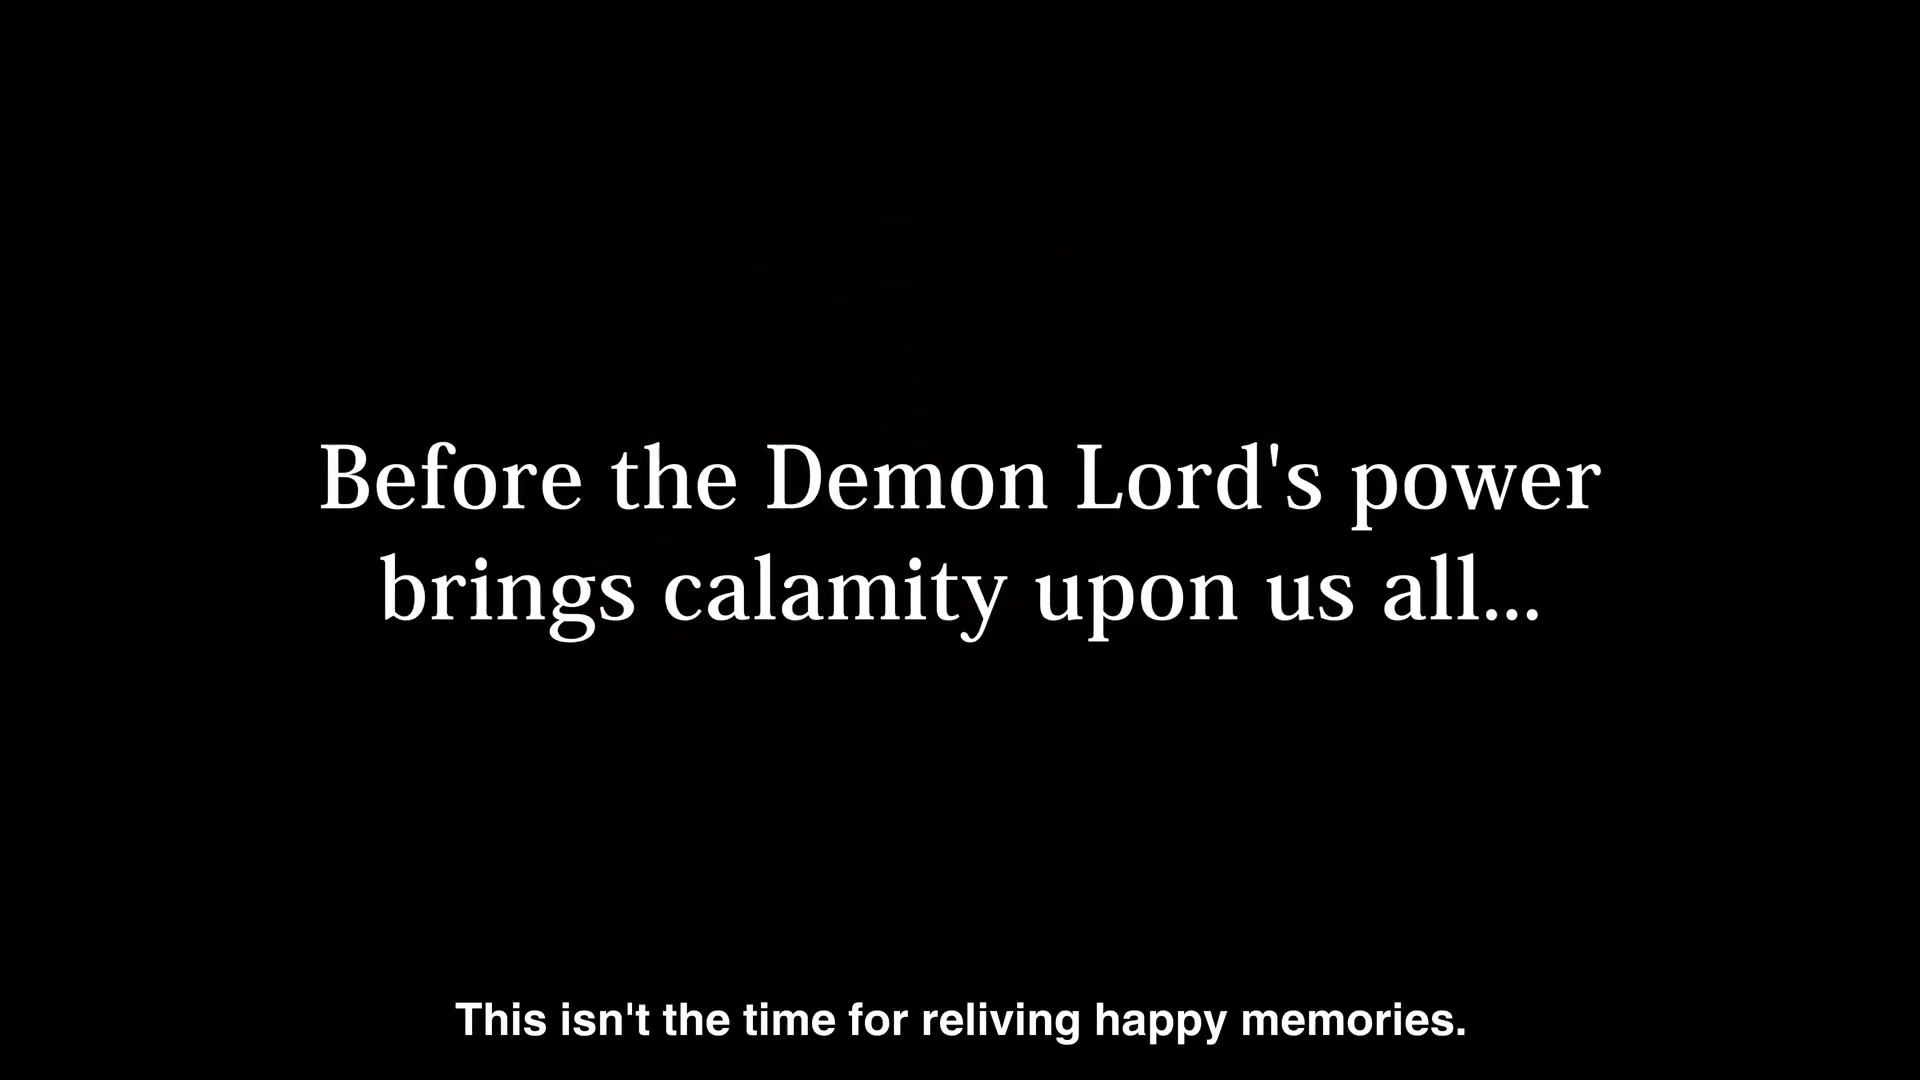 Before the Demon Lord's power
brings calamity upon us all...
This isn't the time for reliving happy memories.